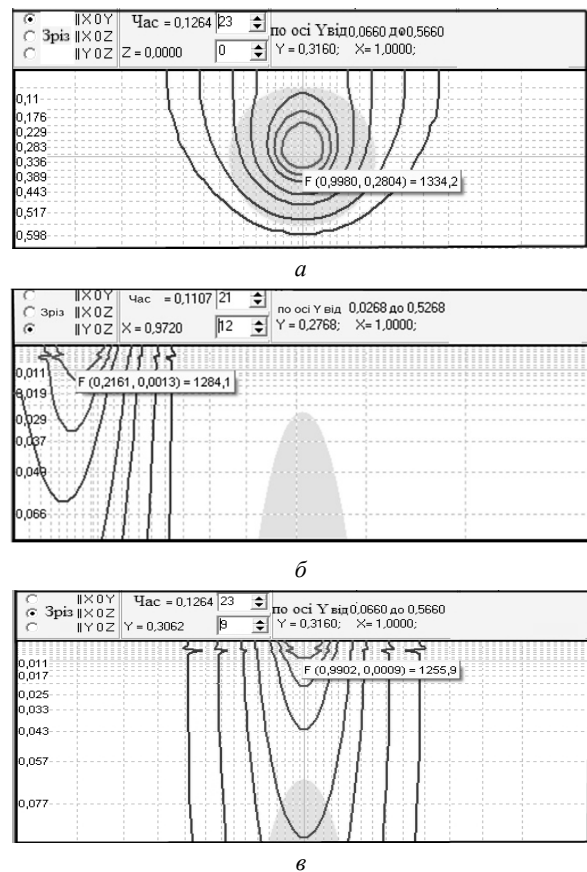 ||X0Y Час = 0,1264 23
Зріз ||X0Z по осі Y від 0,0660 до 0,5660
||Y0Z Z = 0,0000 0 Y = 0,3160; X= 1,0000;
0,11
0,176
0,229
0,283
0,336
0,389
0,443
0,517
0,598
F (0,9980, 0,2804) = 1334,2
а
||X0Y Час = 0,1107 21
Зріз ||X0Z по осі Y від 0,0268 до 0,5268
||Y0Z X = 0,9720 12 Y = 0,2768; X= 1,0000;
0,011
0,019
0,029
0,037
0,049
0,066
F (0,2161, 0,0013) = 1284,1
б
||X0Y Час = 0,1264 23
Зріз ||X0Z по осі Y від 0,0660 до 0,5660
||Y0Z Y = 0,3062 9 Y = 0,3160; X= 1,0000;
0,011
0,017
0,025
0,033
0,043
0,057
0,077
F (0,9902, 0,0009) = 1255,9
в